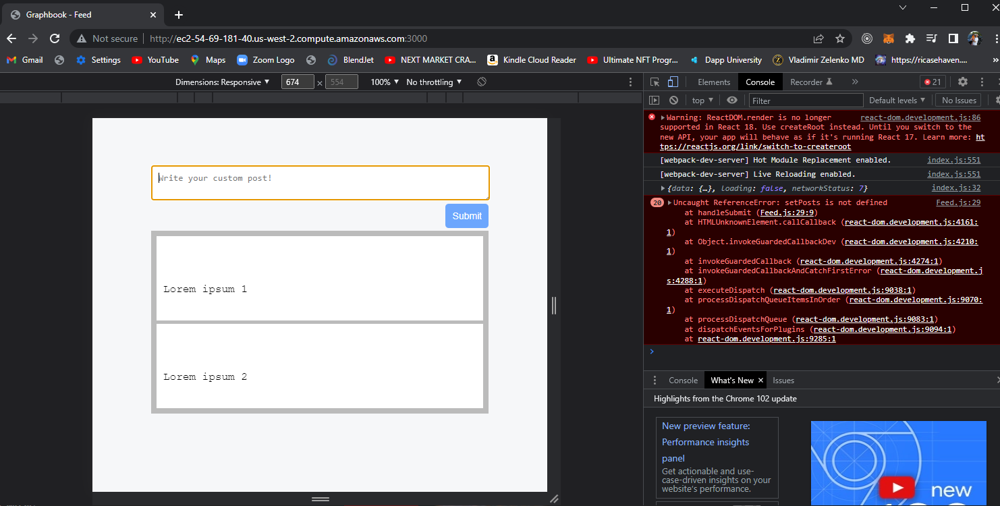 Graphbook - Feed
Not secure http://ec2-54-69-181-40.us-west-2.compute.amazonaws.com:3000
Gmail Settings YouTube Maps Zoom Logo BlendJet NEXT MARKET CRA... Kindle Cloud Reader Ultimate NFT Progr... Dapp University Vladimir Zelenko MD https://ricasehaven....
Dimensions: Responsive 674 × 554 100% No throttling
Elements Console Recorder 21
top Filter Default levels No Issues
Warning: ReactDOM.render is no longer react-dom.development.js:86
supported in React 18. Use createRoot instead. Until you switch to the
new API, your app will behave as if it's running React 17. Learn more: ht
tps://reactjs.org/link/switch-to-createroot
[webpack-dev-server] Hot Module Replacement enabled. index.js:551
[webpack-dev-server] Live Reloading enabled. index.js:551
{data: {…}, loading: false, networkStatus: 7} index.js:32
20 Uncaught ReferenceError: setPosts is not defined Feed.js:29
at handleSubmit (Feed.js:29:9)
at HTMLUnknownElement.callCallback (react-dom.development.js:4161:
1)
at Object.invokeGuardedCallbackDev (react-dom.development.js:4210:
1)
at invokeGuardedCallback (react-dom.development.js:4274:1)
at invokeGuardedCallbackAndCatchFirstError (react-dom.development.j
s:4288:1)
at executeDispatch (react-dom.development.js:9038:1)
at processDispatchQueueItemsInOrder (react-dom.development.js:9070:
1)
at processDispatchQueue (react-dom.development.js:9083:1)
at dispatchEventsForPlugins (react-dom.development.js:9094:1)
at react-dom.development.js:9285:1
Write your custom post!
Submit
Lorem ipsum 1
Lorem ipsum 2
Console What's New Issues
Highlights from the Chrome 102 update
New preview feature:
Performance insights
panel
Get actionable and use-
case-driven insights on your
website's performance.
new